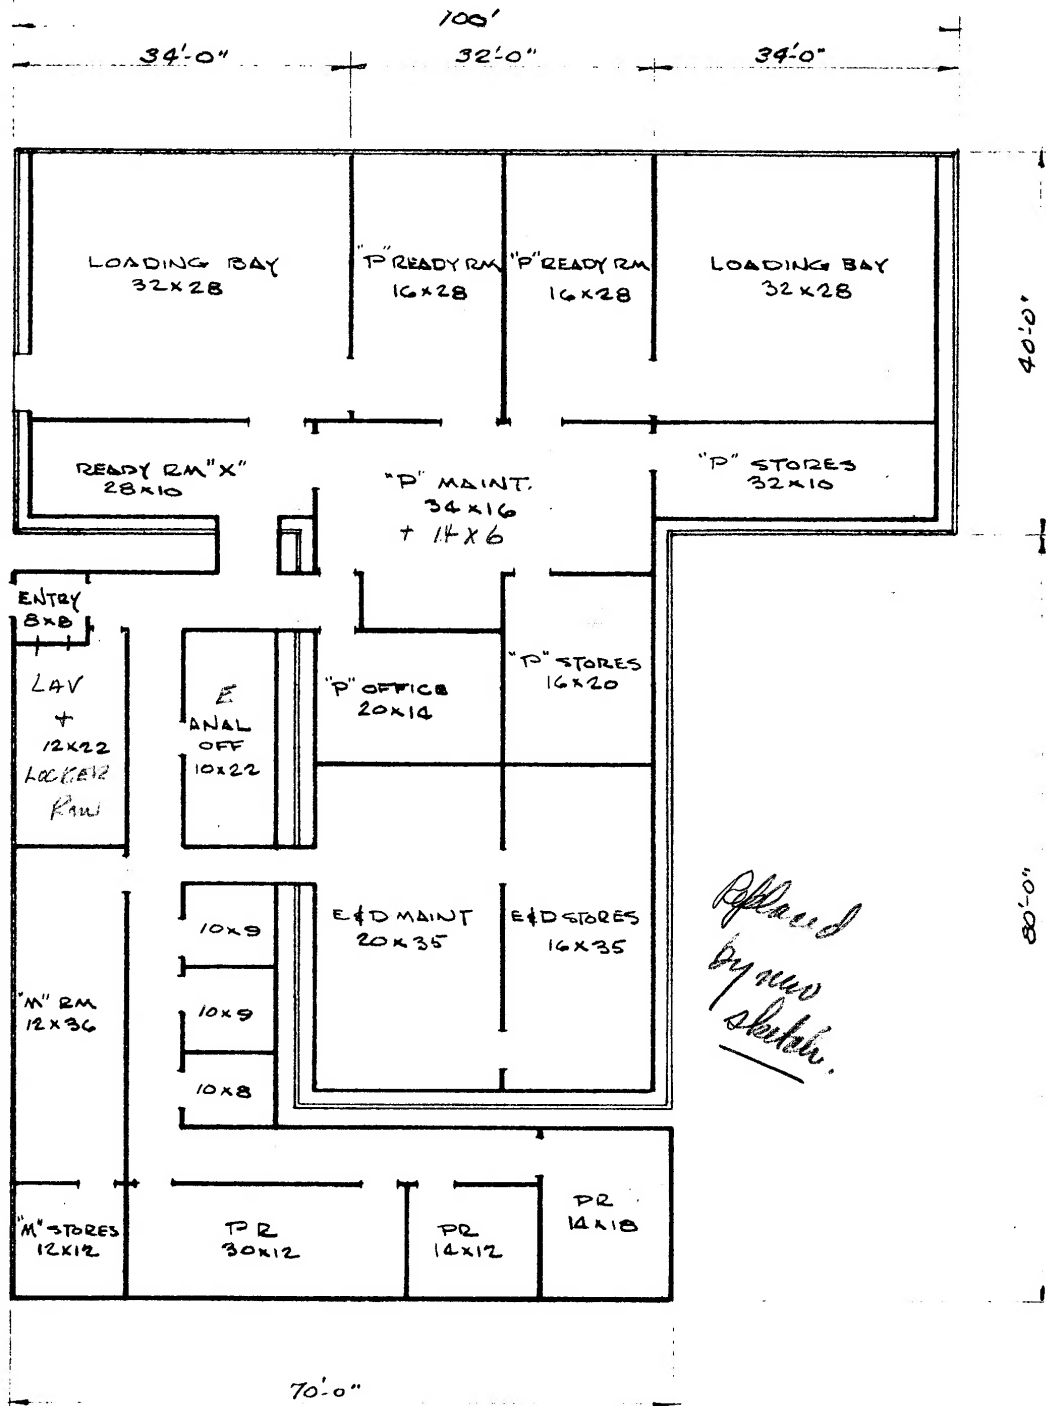 100'
34'-0"
32'-0"
34'-0"
LOADING BAY
32x28
"P" READY RM
16x28
"P" READY RM
16x28
LOADING BAY
32x28
40'-0"
READY RM "X"
28x10
"P" MAINT.
34x16
+ 14x6
"P" STORES
32x10
ENTRY
8x8
LAV
+
12x22
LOCKER
Rm
E
ANAL
OFF
10x22
"P" OFFICE
20x14
"P" STORES
16x20
E&D MAINT
20x35
E&D STORES
16x35
Replaced
by new
sketch.
80'-0"
10x9
10x9
10x8
"M" RM
12x36
"M" STORES
12x12
PR
30x12
PR
14x12
PR
14x18
70'-0"